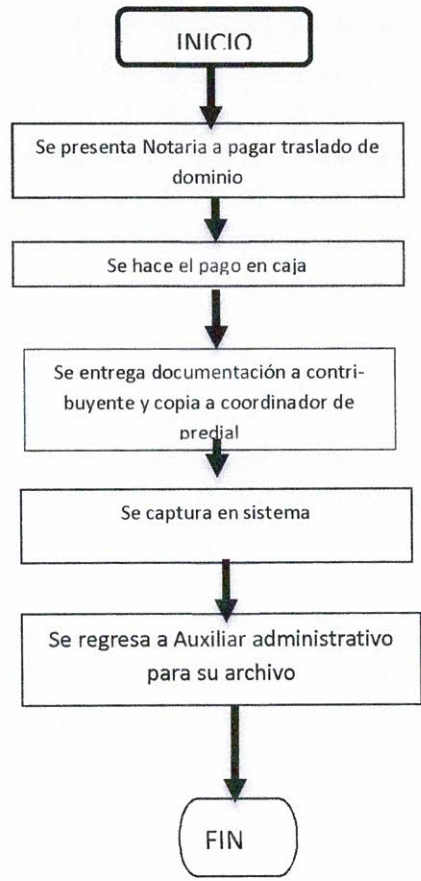 INICIO
Se presenta Notaria a pagar traslado de
dominio
Se hace el pago en caja
Se entrega documentación a contri-
buyente y copia a coordinador de
predial
Se captura en sistema
Se regresa a Auxiliar administrativo
para su archivo
FIN